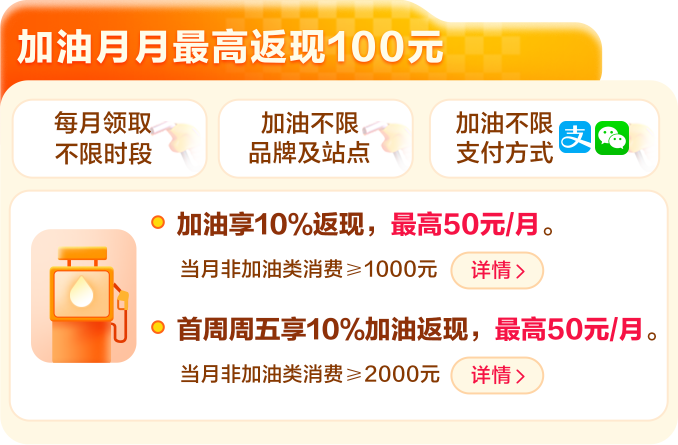 加油月月最高返现100元
每月领取
不限时段
加油不限
品牌及站点
加油不限
支付方式
支
加油享10%返现，最高50元/月。
当月非加油类消费≥1000元
详情>
首周周五享10%加油返现，最高50元/月。
当月非加油类消费≥2000元
详情>